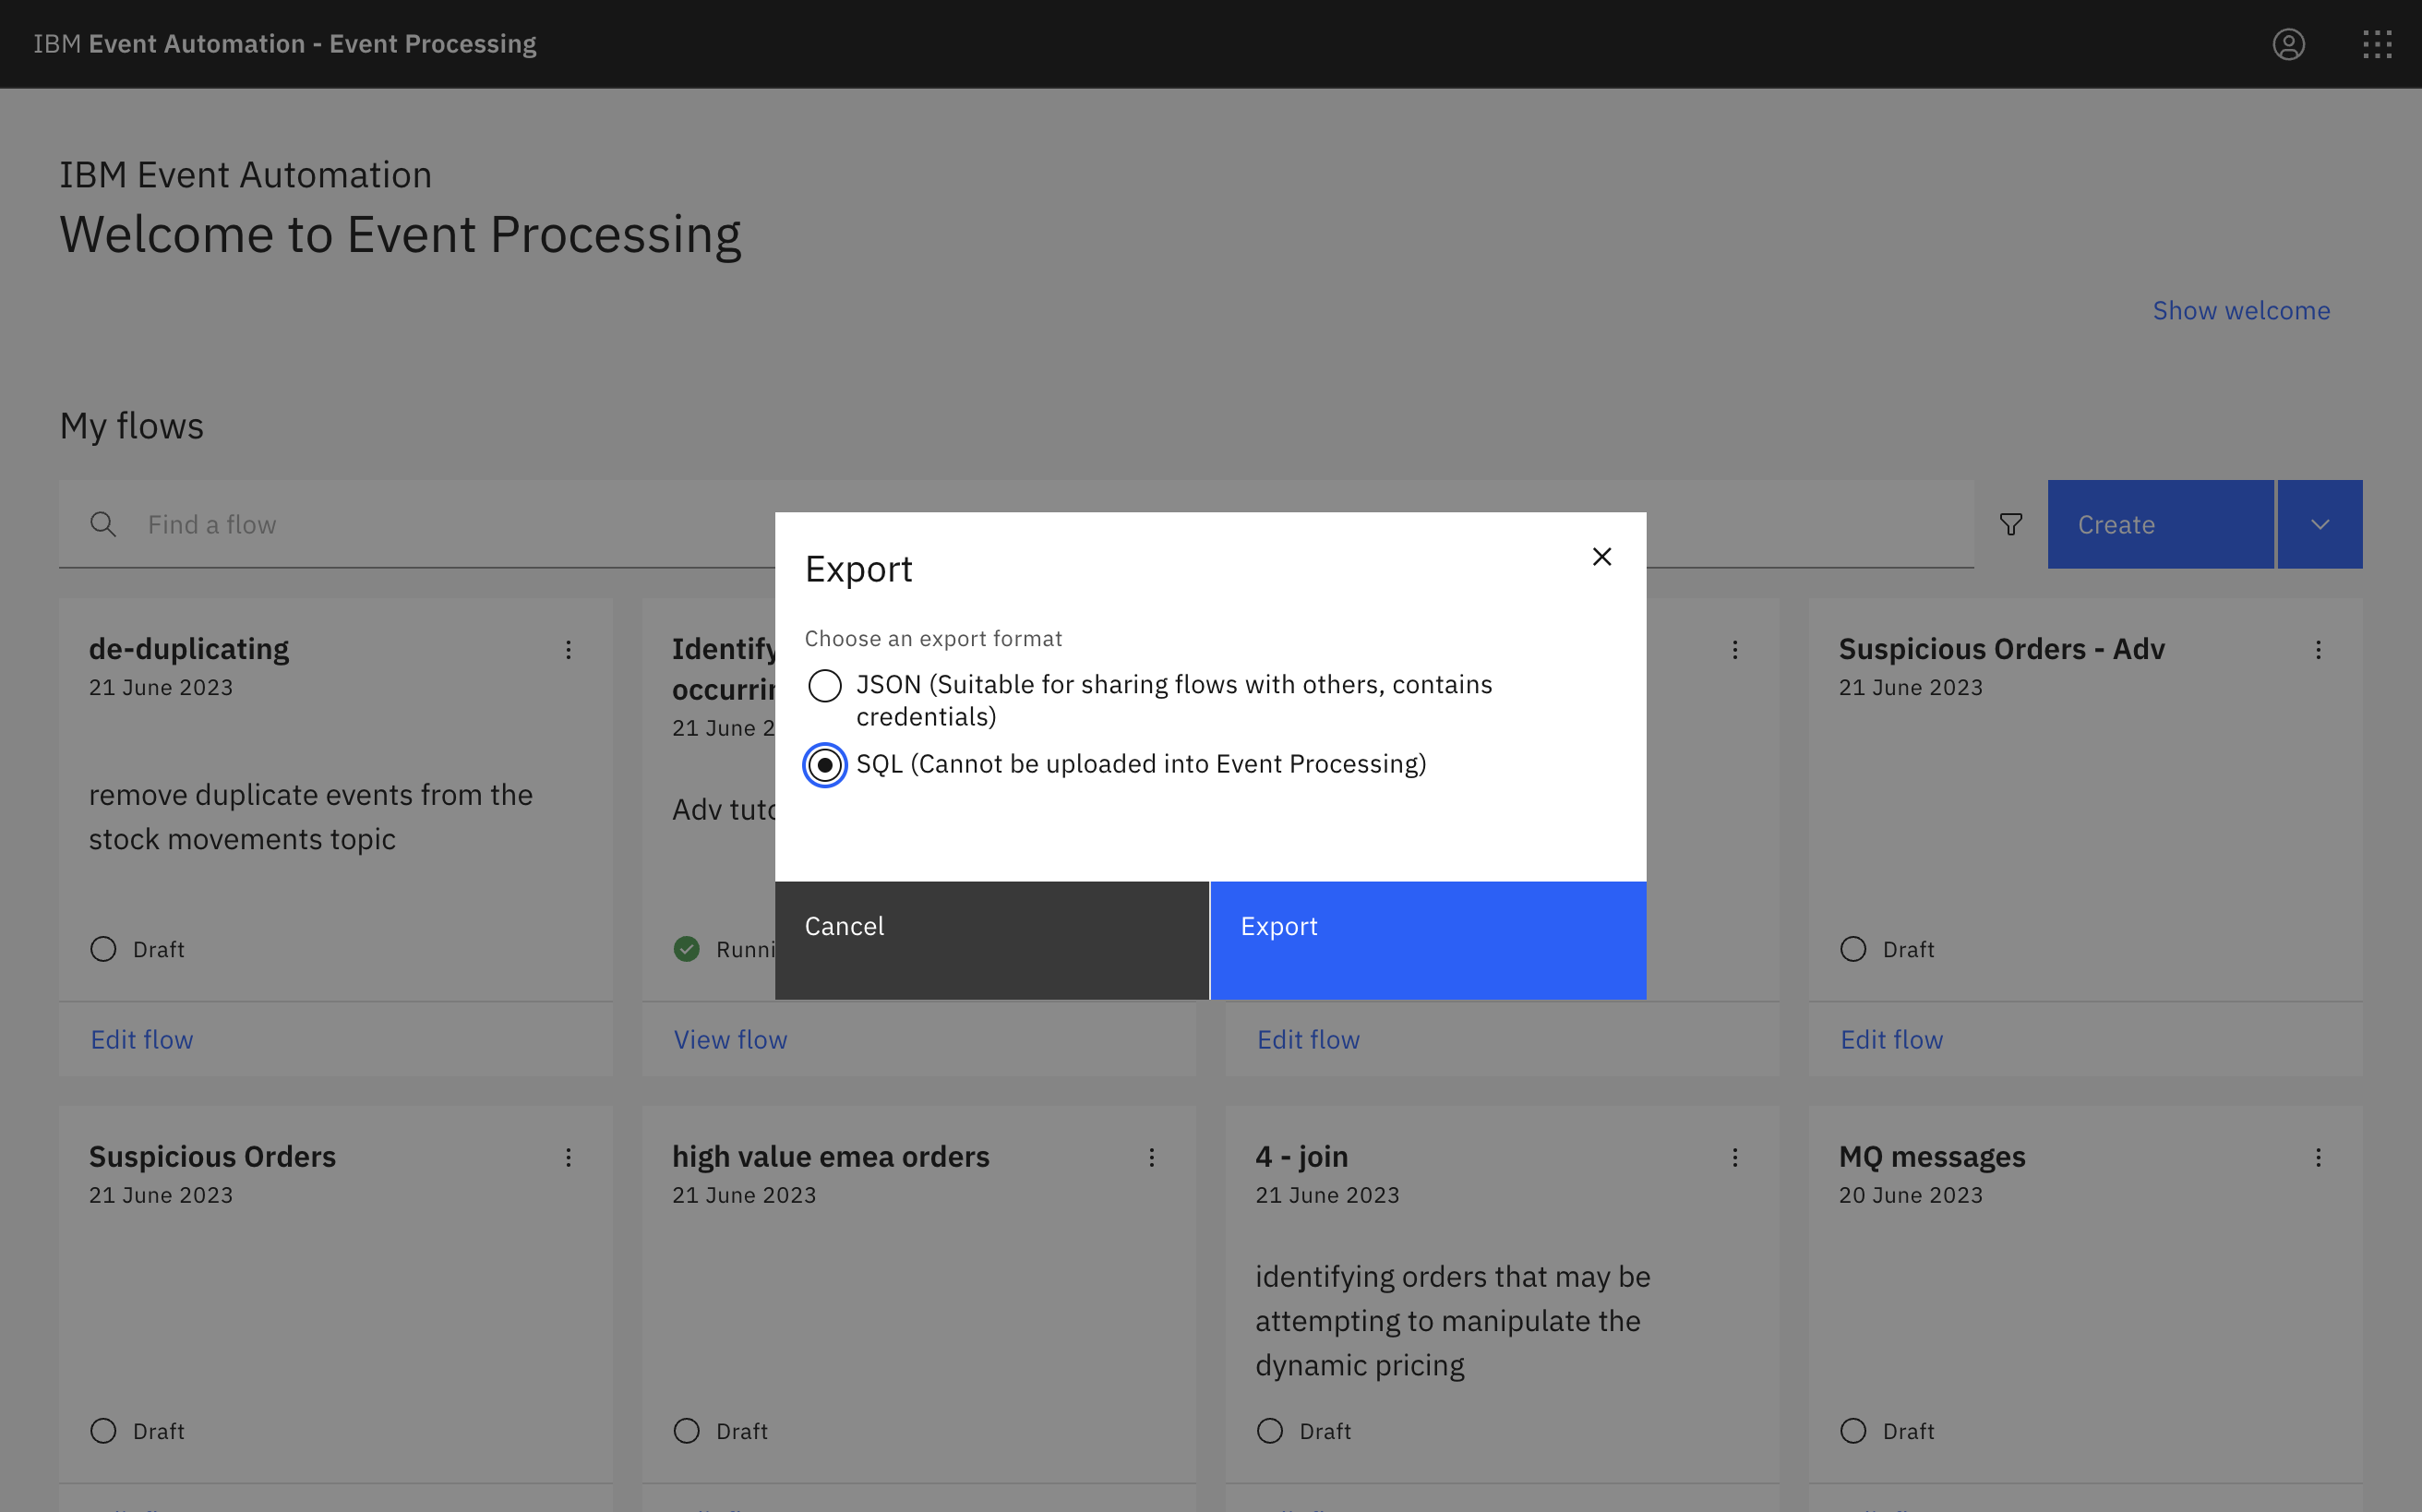 IBM Event Automation - Event Processing
IBM Event Automation
Welcome to Event Processing
Show welcome
My flows
Find a flow
Create
Export
Choose an export format
JSON (Suitable for sharing flows with others, contains
credentials)
SQL (Cannot be uploaded into Event Processing)
Cancel
Export
de-duplicating
21 June 2023
remove duplicate events from the
stock movements topic
Draft
Edit flow
Identify
21 June 2
Adv
View flow
Edit flow
Suspicious Orders - Adv
21 June 2023
Draft
Edit flow
Suspicious Orders
21 June 2023
Draft
high value emea orders
21 June 2023
Draft
4 - join
21 June 2023
identifying orders that may be
attempting to manipulate the
dynamic pricing
Draft
MQ messages
20 June 2023
Draft